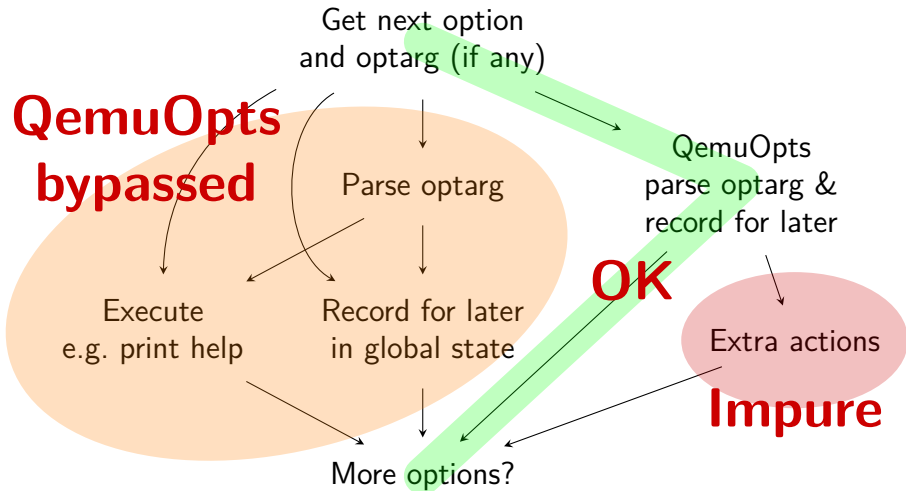 Get next option
and optarg (if any)
QemuOpts
bypassed
QemuOpts
parse optarg &
record for later
Parse optarg
OK
Execute
e.g. print help
Record for later
in global state
Extra actions
Impure
More options?